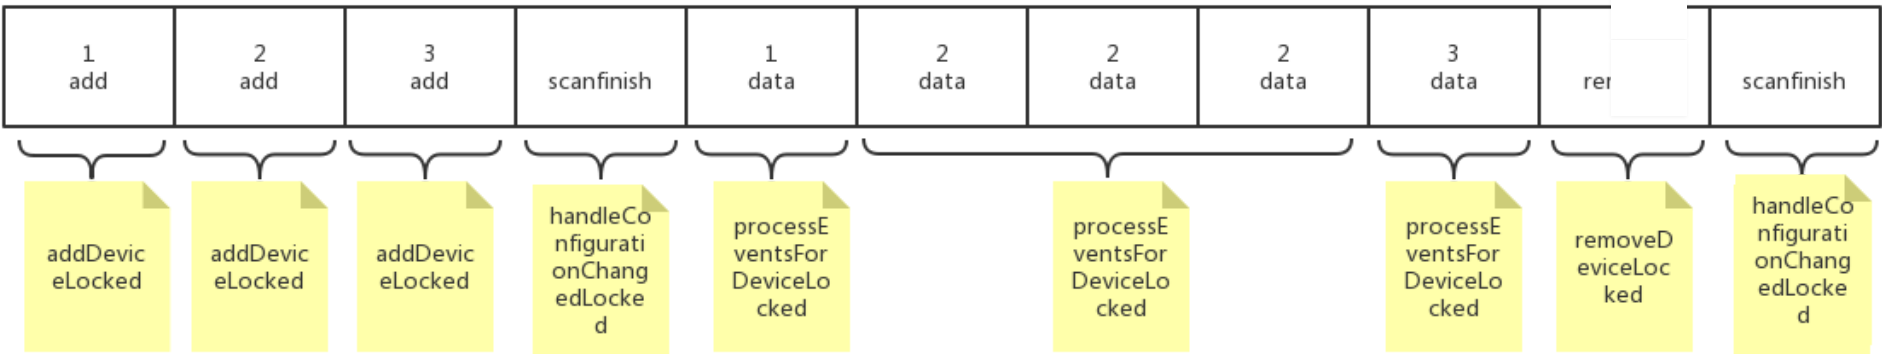 1
add
2
add
3
add
scanfinish
1
data
2
data
2
data
2
data
3
data
scanfinish
addDevic
eLocked
addDevic
eLocked
addDevic
eLocked
handleCo
nfigurati
onChang
edLocke
d
processE
ventsFor
DeviceLo
cked
processE
ventsFor
DeviceLo
cked
processE
ventsFor
DeviceLo
cked
removeD
eviceLoc
ked
handleCo
nfigurati
onChang
edLocke
d